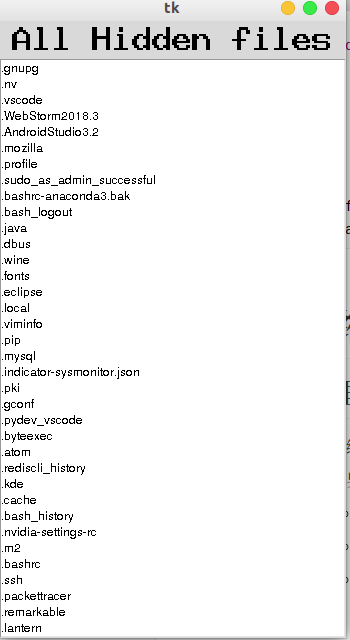 tk
All Hidden files
.gnupg
.nv
.vscode
.WebStorm2018.3
.AndroidStudio3.2
.mozilla
.profile
.sudo_as_admin_successful
.bashrc-anaconda3.bak
.bash_logout
.java
.dbus
.wine
.fonts
.eclipse
.local
.viminfo
.pip
.mysql
.indicator-sysmonitor.json
.pki
.gconf
.pydev_vscode
.byteexec
.atom
.rediscli_history
.kde
.cache
.bash_history
.nvidia-settings-rc
.m2
.bashrc
.ssh
.packettracer
.remarkable
.lantern